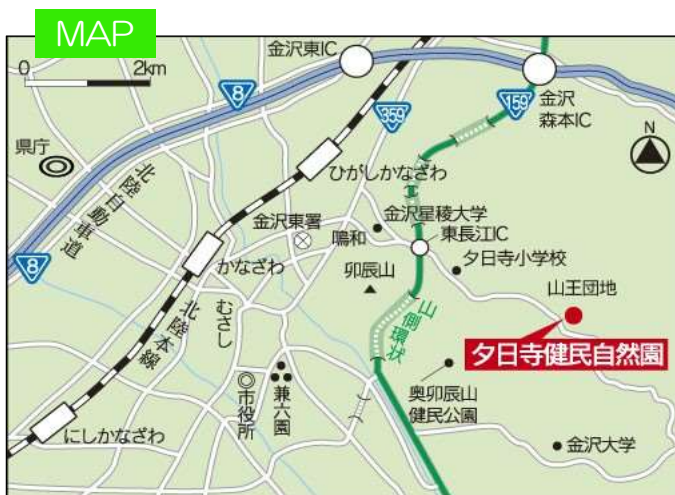 MAP
0 2km
金沢東IC
8
359
159
金沢
森本IC
N
県庁
北陸自動車道
ひがしかなざわ
金沢星稜大学
金沢東署
鳴和
東長江IC
夕日寺小学校
卯辰山
山王団地
8
かなざわ
北陸本線
むさし
山側環状
夕日寺健民自然園
市役所
兼六園
奥卯辰山
健民公園
にしかなざわ
金沢大学